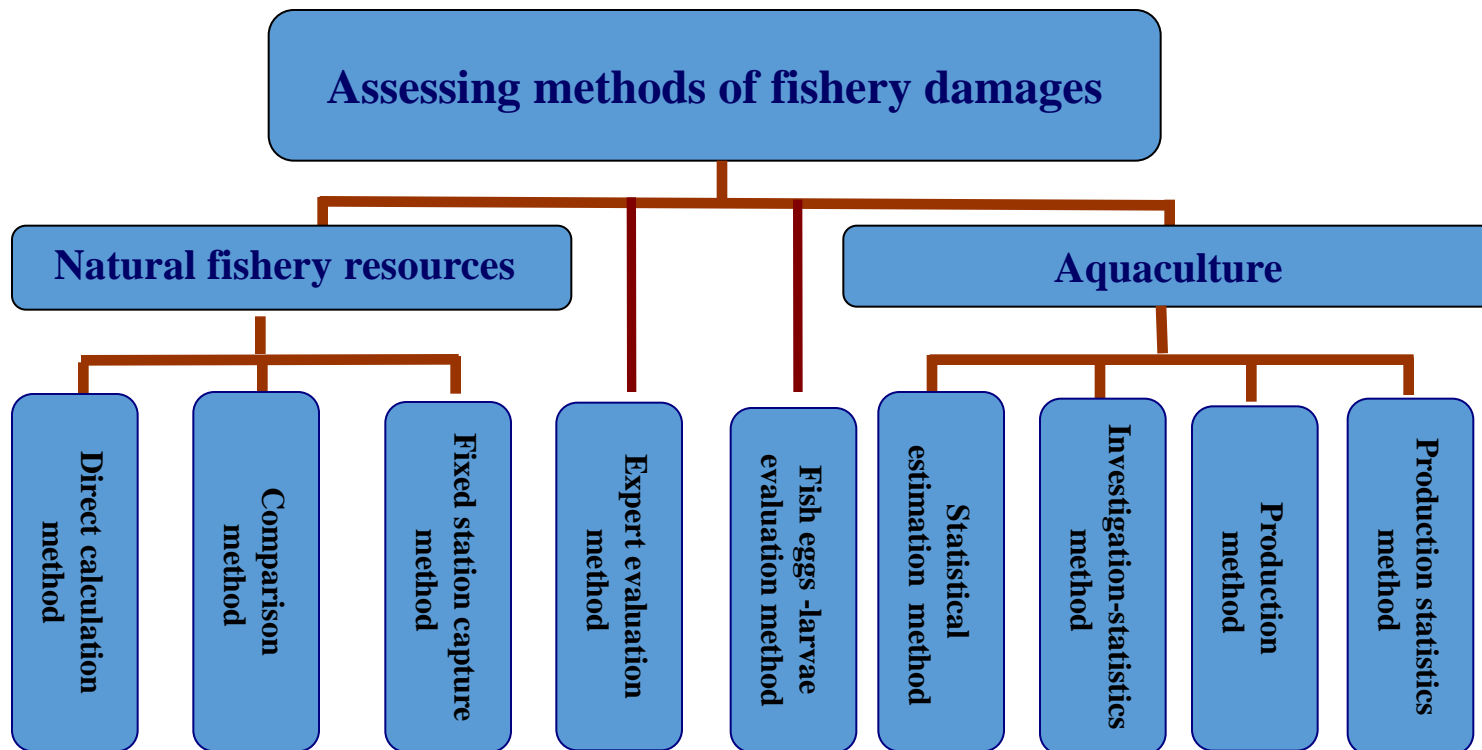 Assessing methods of fishery damages
Natural fishery resources
Aquaculture
Direct calculation
method
Comparison
method
Fixed station capture
method
Expert evaluation
method
Fish eggs -larvae
evaluation method
Statistical
estimation method
Investigation-statistics
method
Production
method
Production statistics
method